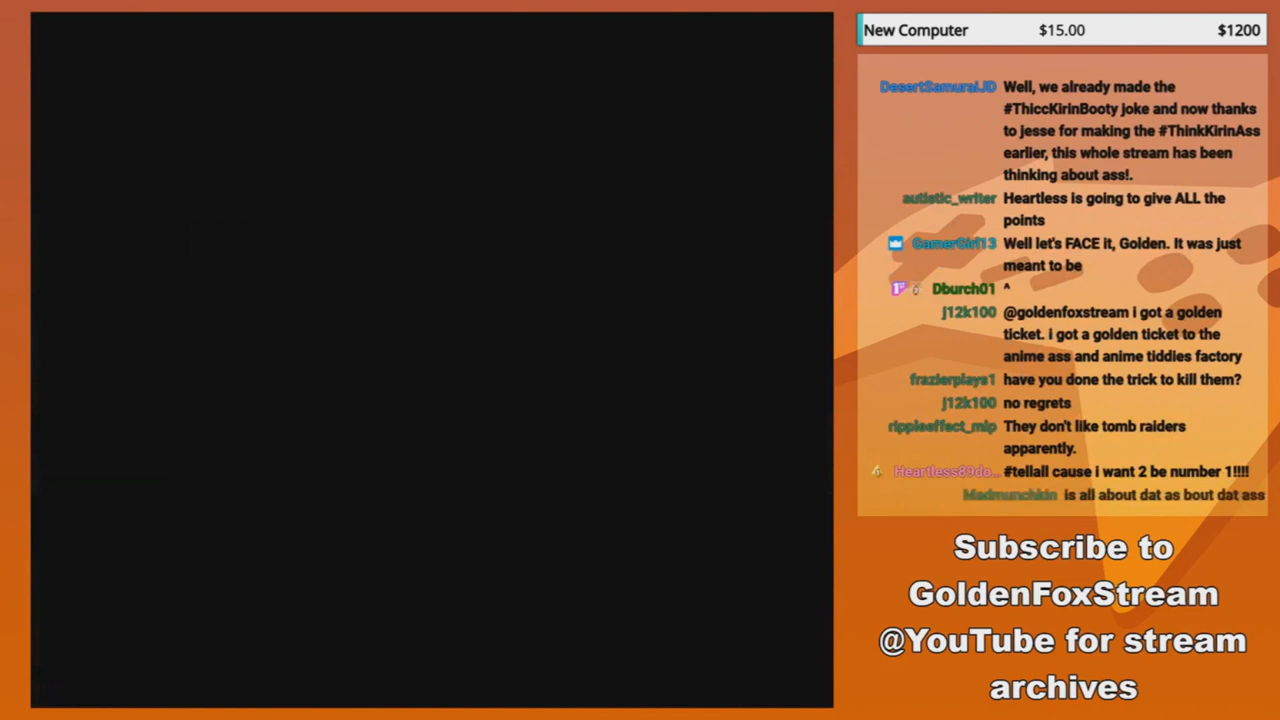 New Computer $15.00 $1200
DesertSamuraiJD Well, we already made the
#ThiccKirinBooty joke and now thanks
to jesse for making the #ThinkKirinAss
earlier, this whole stream has been
thinking about ass!.
autistic_writer Heartless is going to give ALL the
points
GamerGirl13 Well let's FACE it, Golden. It was just
meant to be
Dburch01 ^
j12k100 @goldenfoxstream i got a golden
ticket. i got a golden ticket to the
anime ass and anime tiddies factory
frazierplays1 have you done the trick to kill them?
j12k100 no regrets
rippleeffect_mlp They don't like tomb raiders
apparently.
Heartless89do... #tellall cause i want 2 be number 1!!!!
Madmunchkin is all about dat as bout dat ass
Subscribe to
GoldenFoxStream
@YouTube for stream
archives